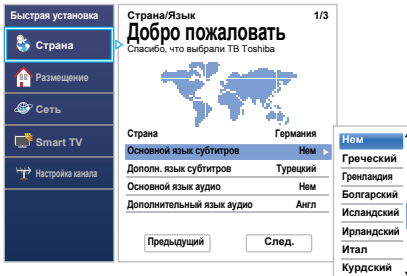 Быстрая установка
Страна
Размещение
Сеть
Smart TV
Настройка канала
Страна/Язык 1/3
Добро пожаловать
Спасибо, что выбрали ТВ Toshiba
Страна Германия
Основной язык субтитров Нем
Дополн. язык субтитров Турецкий
Основной язык аудио Нем
Дополнительный язык аудио Англ
Предыдущий След.
Нем
Греческий
Гренландия
Болгарский
Исландский
Ирландский
Итал
Курдский